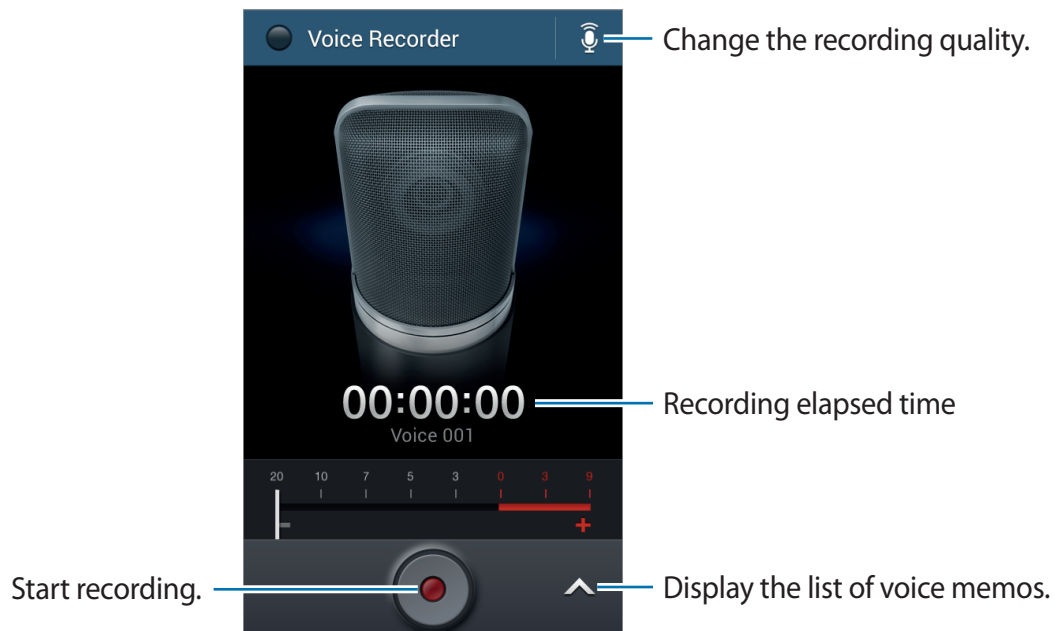 Voice Recorder
Change the recording quality.
00:00:00
Recording elapsed time
Voice 001
20 10 7 5 3 0 3 9
- +
Start recording.
Display the list of voice memos.